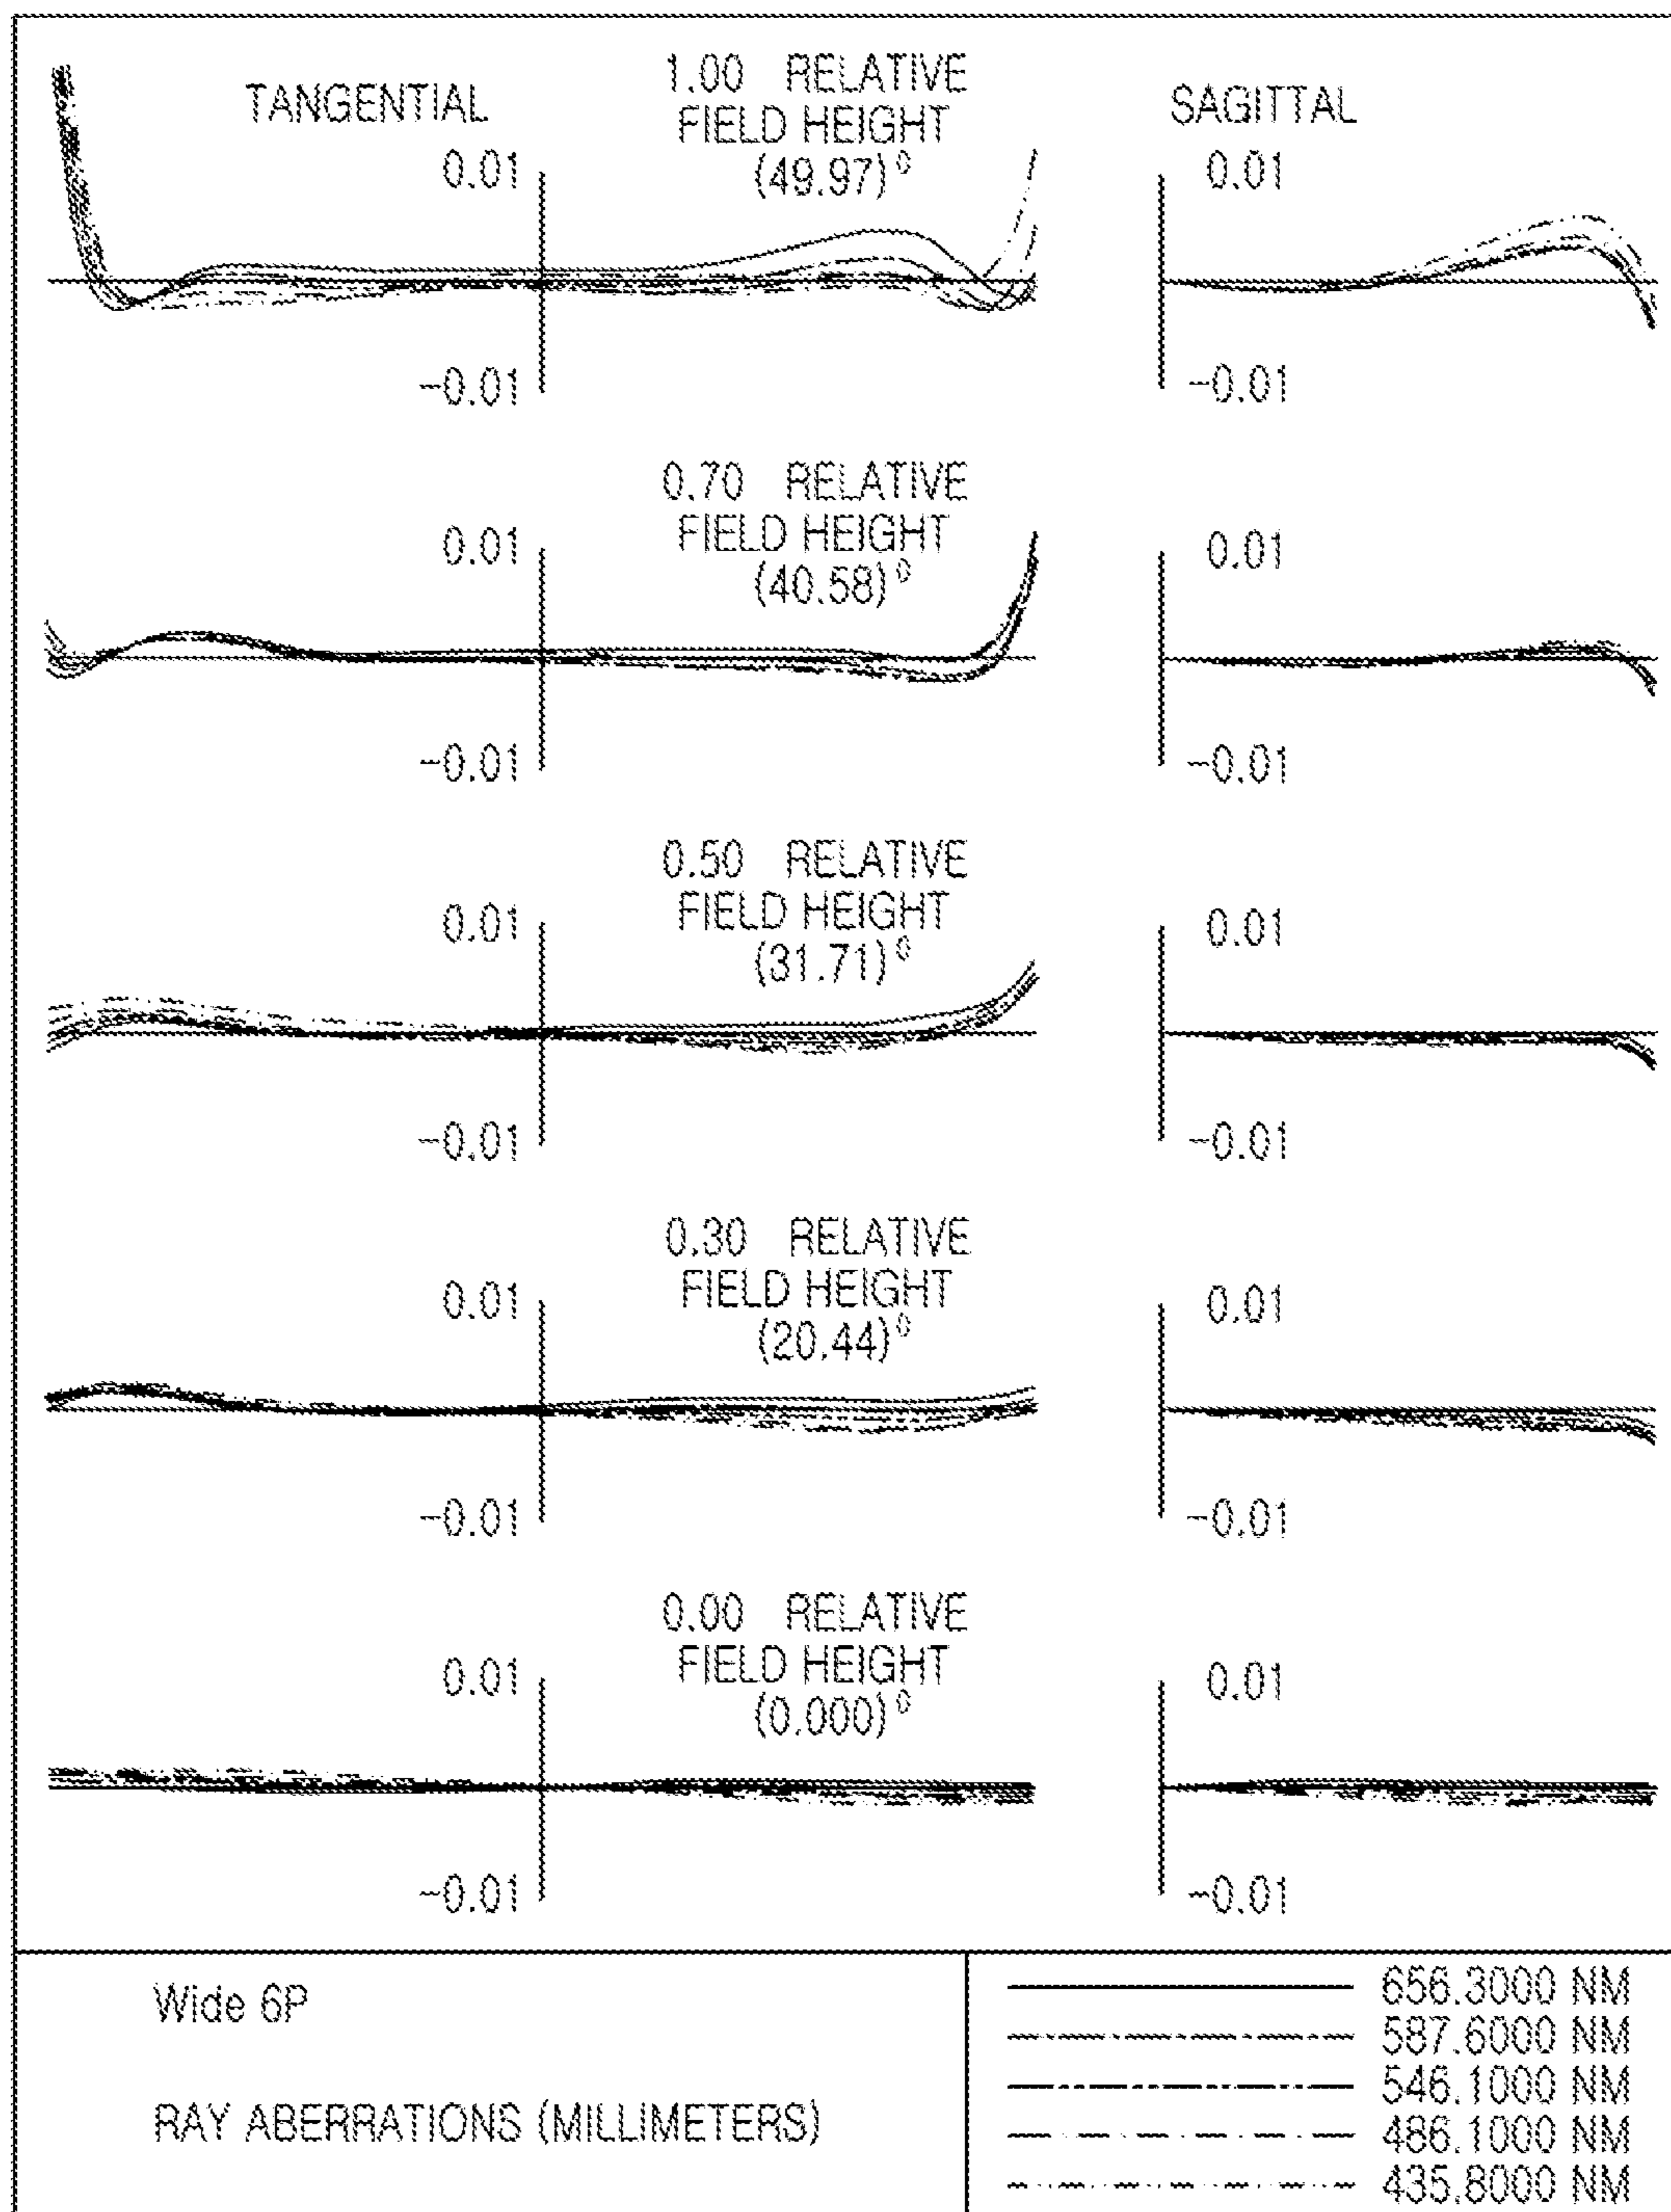 TANGENTIAL
1.00 RELATIVE
FIELD HEIGHT
(49.97)⁰
SAGITTAL
0.01
0.01
-0.01
-0.01
0.70 RELATIVE
FIELD HEIGHT
(40.58)⁰
0.01
0.01
-0.01
-0.01
0.50 RELATIVE
FIELD HEIGHT
(31.71)⁰
0.01
0.01
-0.01
-0.01
0.30 RELATIVE
FIELD HEIGHT
(20.44)⁰
0.01
0.01
-0.01
-0.01
0.00 RELATIVE
FIELD HEIGHT
(0.000)⁰
0.01
0.01
-0.01
-0.01
Wide 6P
RAY ABERRATIONS (MILLIMETERS)
656.3000 NM
587.6000 NM
546.1000 NM
486.1000 NM
435.8000 NM